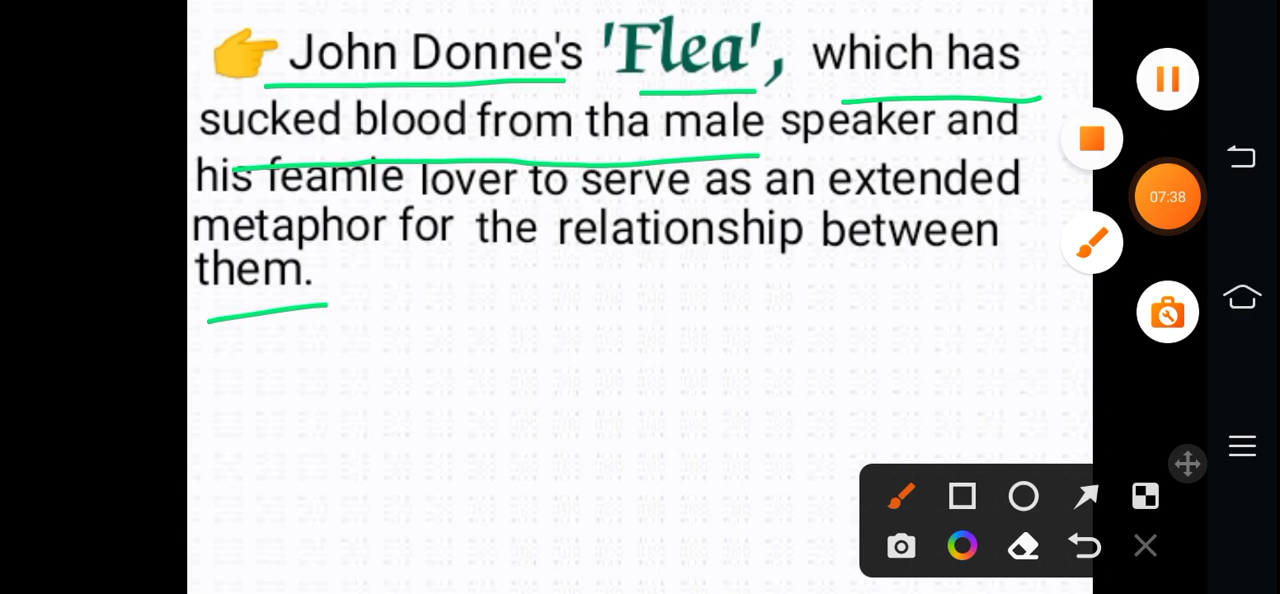 👉 John Donne's 'Flea', which has
sucked blood from tha male speaker and
his feamle lover to serve as an extended
metaphor for the relationship between
them.
07:38